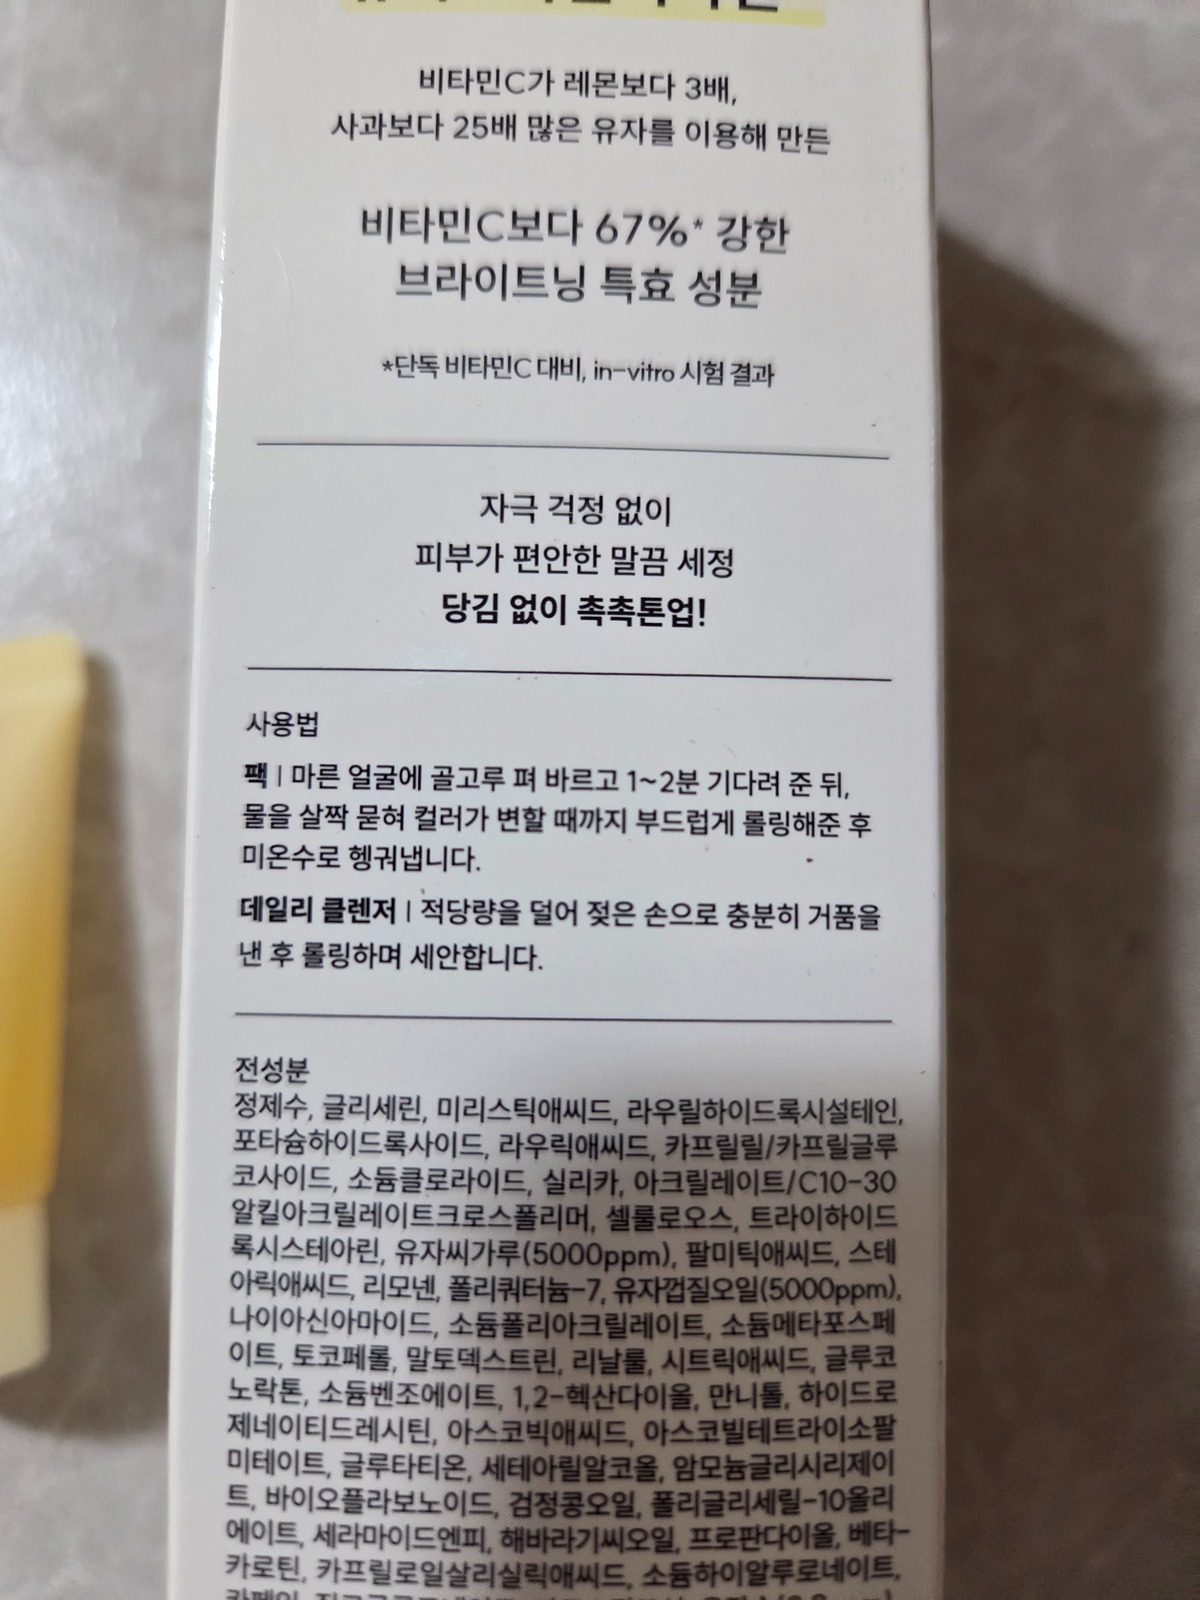 비타민C가 레몬보다 3배,
사과보다 25배 많은 유자를 이용해 만든
비타민C보다 67%* 강한
브라이트닝 특효 성분
*단독 비타민C 대비, in-vitro 시험 결과
자극 걱정 없이
피부가 편안한 말끔 세정
당김 없이 촉촉톤업!
사용법
팩 | 마른 얼굴에 골고루 펴 바르고 1~2분 기다려 준 뒤,
물을 살짝 묻혀 컬러가 변할 때까지 부드럽게 롤링해준 후
미온수로 헹궈냅니다.
데일리 클렌저 | 적당량을 덜어 젖은 손으로 충분히 거품을
낸 후 롤링하며 세안합니다.
전성분
정제수, 글리세린, 미리스틱애씨드, 라우릴하이드록시설테인,
포타슘하이드록사이드, 라우릭애씨드, 카프릴릴/카프릴글루
코사이드, 소듐클로라이드, 실리카, 아크릴레이트/C10-30
알킬아크릴레이트크로스폴리머, 셀룰로오스, 트라이하이드
록시스테아린, 유자씨가루(5000ppm), 팔미틱애씨드, 스테
아릭애씨드, 리모넨, 폴리쿼터늄-7, 유자껍질오일(5000ppm),
나이아신아마이드, 소듐폴리아크릴레이트, 소듐메타포스페
이트, 토코페롤, 말토덱스트린, 리날룰, 시트릭애씨드, 글루코
노락톤, 소듐벤조에이트, 1,2-헥산다이올, 만니톨, 하이드로
제네이티드레시틴, 아스코빅애씨드, 아스코빌테트라이소팔
미테이트, 글루타티온, 세테아릴알코올, 암모늄글리시리제이
트, 바이오플라보노이드, 검정콩오일, 폴리글리세릴-10올리
에이트, 세라마이드엔피, 해바라기씨오일, 프로판다이올, 베타-
카로틴, 카프릴로일살리실릭애씨드, 소듐하이알루로네이트,